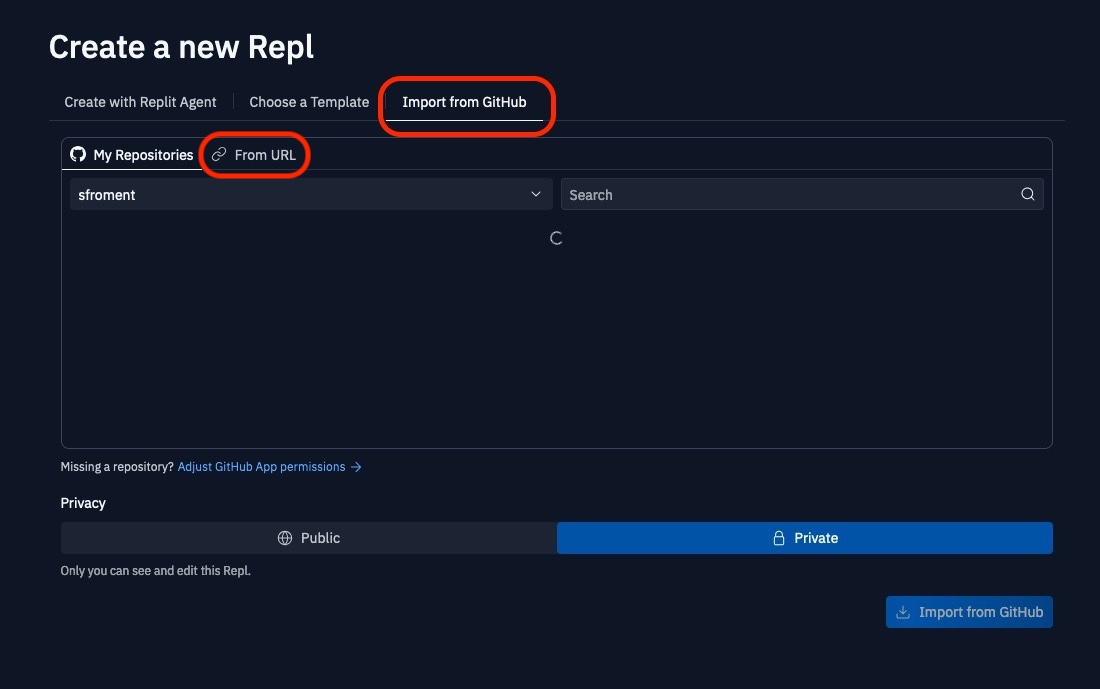 Create a new Repl
Create with Replit Agent
Choose a Template
Import from GitHub
My Repositories
From URL
sfroment
Search
Missing a repository? Adjust GitHub App permissions →
Privacy
Public
Private
Only you can see and edit this Repl.
Import from GitHub